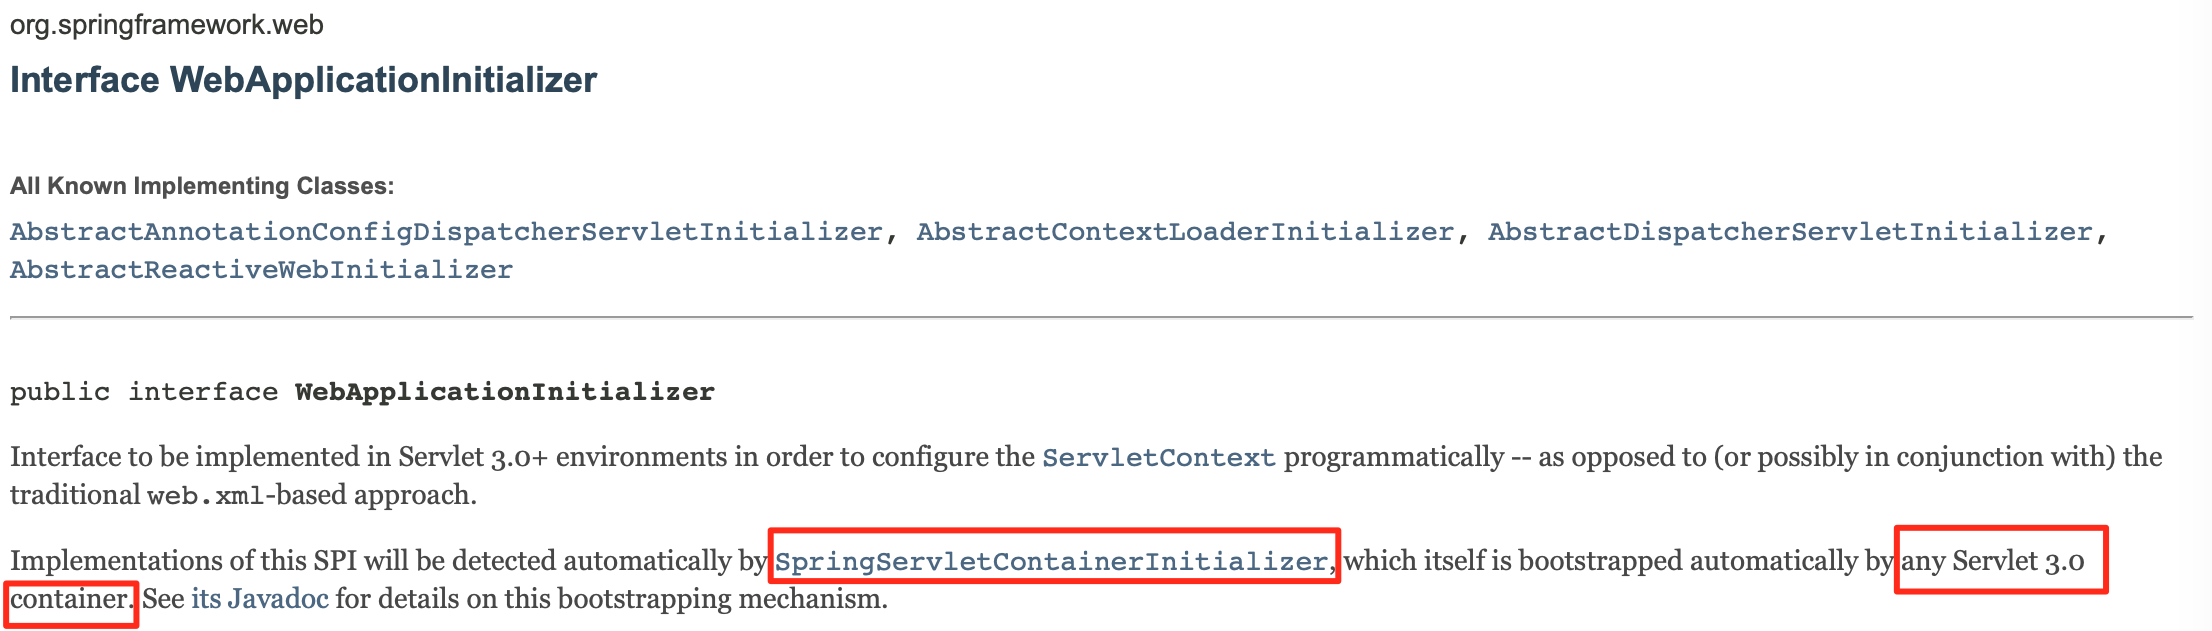 org.springframework.web
Interface WebApplicationInitializer
All Known Implementing Classes:
AbstractAnnotationConfigDispatcherServletInitializer, AbstractContextLoaderInitializer, AbstractDispatcherServletInitializer,
AbstractReactiveWebInitializer
public interface WebApplicationInitializer
Interface to be implemented in Servlet 3.0+ environments in order to configure the ServletContext programmatically -- as opposed to (or possibly in conjunction with) the
traditional web.xml-based approach.
Implementations of this SPI will be detected automatically by SpringServletContainerInitializer, which itself is bootstrapped automatically by any Servlet 3.0
container. See its Javadoc for details on this bootstrapping mechanism.